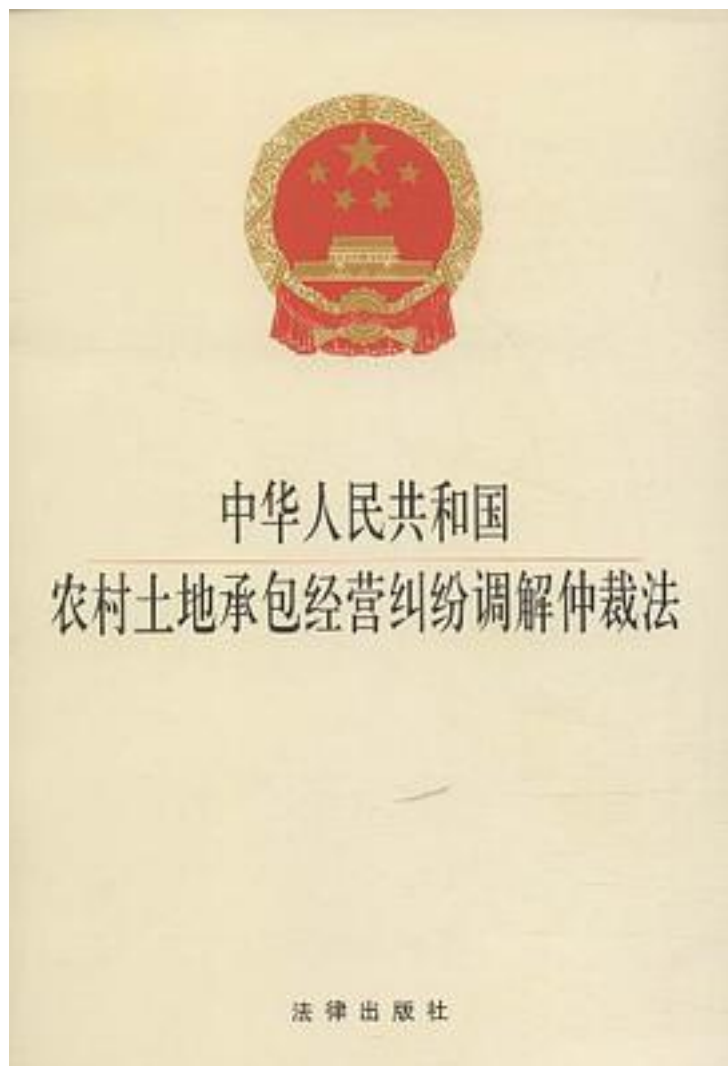 中华人民共和国
农村土地承包经营纠纷调解仲裁法
法律出版社